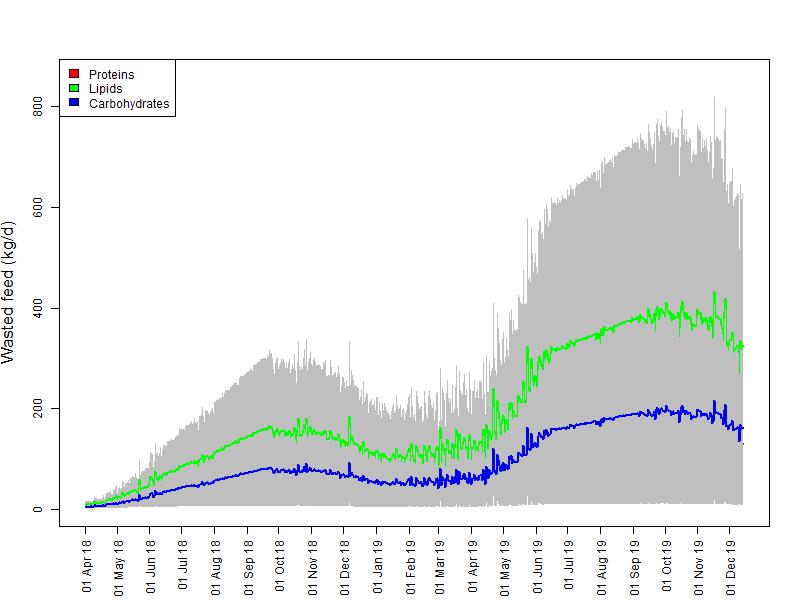 Proteins
Lipids
Carbohydrates
Wasted feed (kg/d)
800
600
400
200
0
01 Apr 18
01 May 18
01 Jun 18
01 Jul 18
01 Aug 18
01 Sep 18
01 Oct 18
01 Nov 18
01 Dec 18
01 Jan 19
01 Feb 19
01 Mar 19
01 Apr 19
01 May 19
01 Jun 19
01 Jul 19
01 Aug 19
01 Sep 19
01 Oct 19
01 Nov 19
01 Dec 19